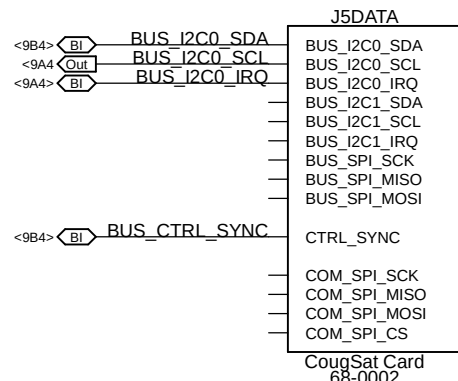 J5DATA
<9B4> BI BUS_I2C0_SDA BUS_I2C0_SDA
<9A4 Out BUS_I2C0_SCL BUS_I2C0_SCL
<9A4> BI BUS_I2C0_IRQ BUS_I2C0_IRQ
BUS_I2C1_SDA
BUS_I2C1_SCL
BUS_I2C1_IRQ
BUS_SPI_SCK
BUS_SPI_MISO
BUS_SPI_MOSI
<9B4> BI BUS_CTRL_SYNC CTRL_SYNC
COM_SPI_SCK
COM_SPI_MISO
COM_SPI_MOSI
COM_SPI_CS
CougSat Card
68-0002